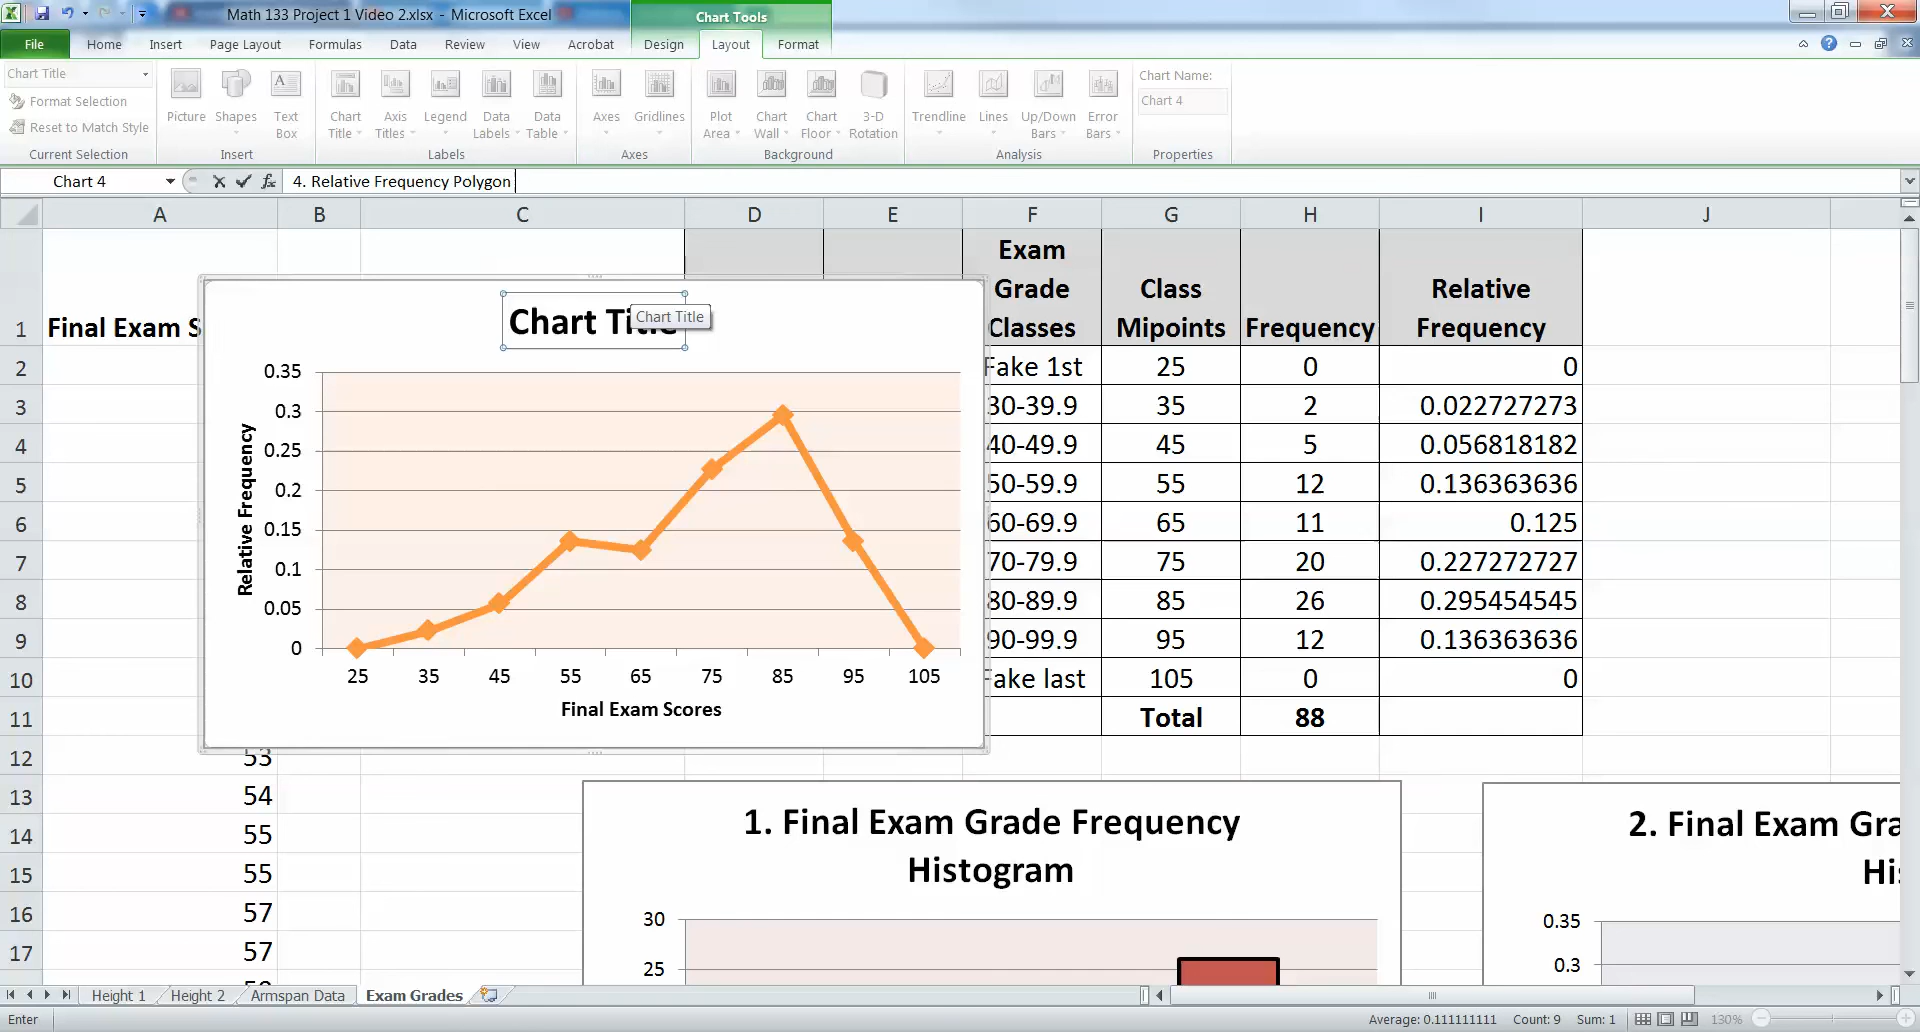 Math 133 Project 1 Video 2.xlsx - Microsoft Excel
Chart Tools
File Home Insert Page Layout Formulas Data Review View Acrobat Design Layout Format
Chart Title
Format Selection
Reset to Match Style
Current Selection
Picture Shapes Text Box
Insert
Chart Title Axis Titles Legend Data Labels Data Table
Labels
Axes Gridlines
Axes
Plot Area Chart Wall Chart Floor 3-D Rotation
Background
Trendline Lines Up/Down Bars Error Bars
Analysis
Chart Name:
Chart 4
Properties
Chart 4 fx 4. Relative Frequency Polygon
A B C D E F G H I J
1 Final Exam S Exam Grade Classes Class Mipoints Frequency Relative Frequency
2 Fake 1st 25 0 0
3 30-39.9 35 2 0.022727273
4 40-49.9 45 5 0.056818182
5 50-59.9 55 12 0.136363636
6 60-69.9 65 11 0.125
7 70-79.9 75 20 0.227272727
8 80-89.9 85 26 0.295454545
9 90-99.9 95 12 0.136363636
10 Fake last 105 0 0
11 Total 88
12 53
13 54
14 55
15 55
16 57
17 57
Chart Title
Chart Title
0.35
0.3
0.25
0.2
0.15
0.1
0.05
0
Relative Frequency
25 35 45 55 65 75 85 95 105
Final Exam Scores
1. Final Exam Grade Frequency
Histogram
30
25
2. Final Exam Gra
His
0.35
0.3
Height 1 Height 2 Armspan Data Exam Grades
Enter Average: 0.111111111 Count: 9 Sum: 1 130%